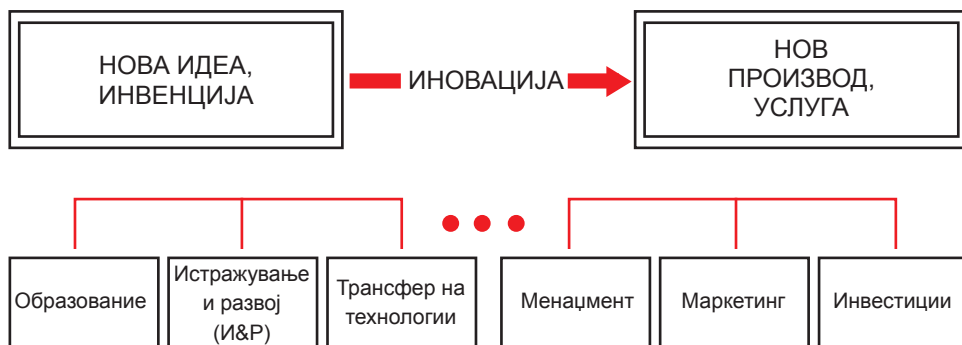 НОВА ИДЕА,
ИНВЕНЦИЈА
ИНОВАЦИЈА
НОВ
ПРОИЗВОД,
УСЛУГА
Образование
Истражување
и развој
(И&Р)
Трансфер на
технологии
Менаџмент
Маркетинг
Инвестиции